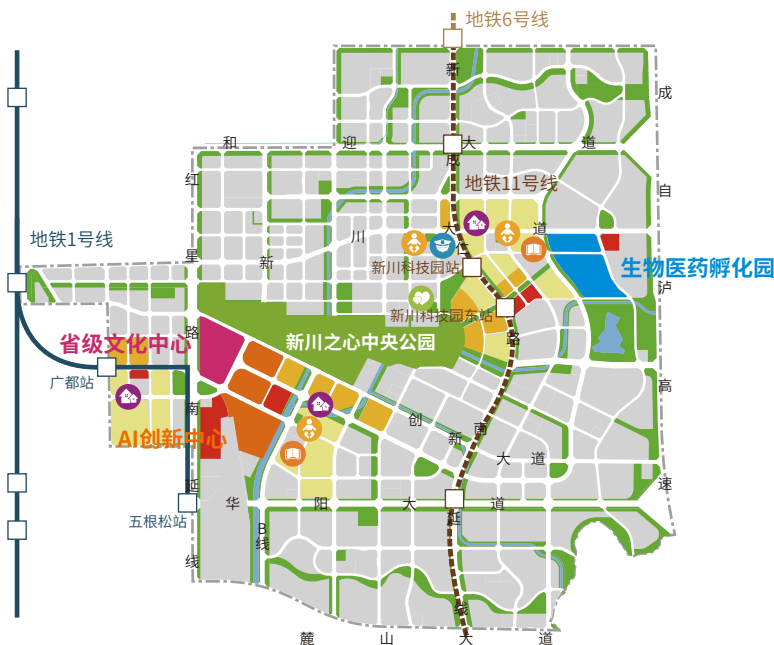 地铁6号线
新成大仁路南延线
成自泸高速
和迎大道
地铁11号线
红星路南延线
地铁1号线
新川大道
新川科技园站
生物医药孵化园
新川科技园东站
省级文化中心
新川之心中央公园
广都站
创新大道
AI创新中心
五根松站
华阳大道
B线
麓山大道